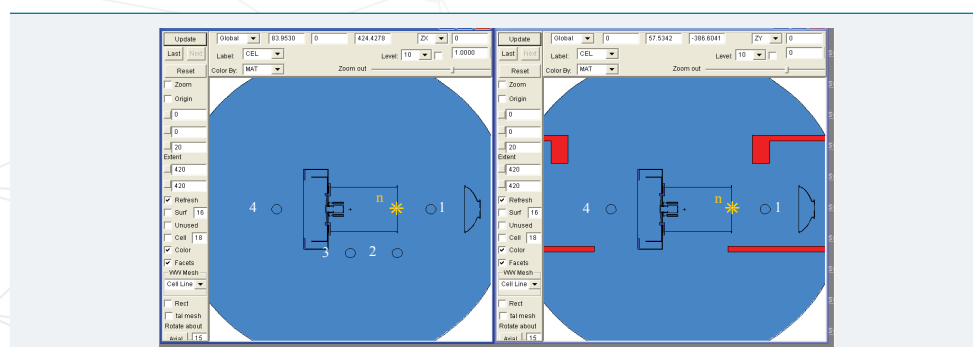 Update
Global
83.9530
0
424.4278
ZX
0
Last
Next
Label:
CEL
Level:
10
1.0000
Reset
Color By:
MAT
Zoom out
Zoom
Origin
0
0
20
Extent
420
420
Refresh
Surf
16
Unused
Cell
18
Color
Facets
WW Mesh
Cell Line
Rect
tal mesh
Rotate about
Axial
15
4
n
1
3
2
Update
Global
0
57.5342
-386.6041
ZY
0
Last
Next
Label:
CEL
Level:
10
0
Reset
Color By:
MAT
Zoom out
Zoom
Origin
0
0
20
Extent
420
420
Refresh
Surf
16
Unused
Cell
18
Color
Facets
WW Mesh
Cell Line
Rect
tal mesh
Rotate about
Axial
15
4
n
1